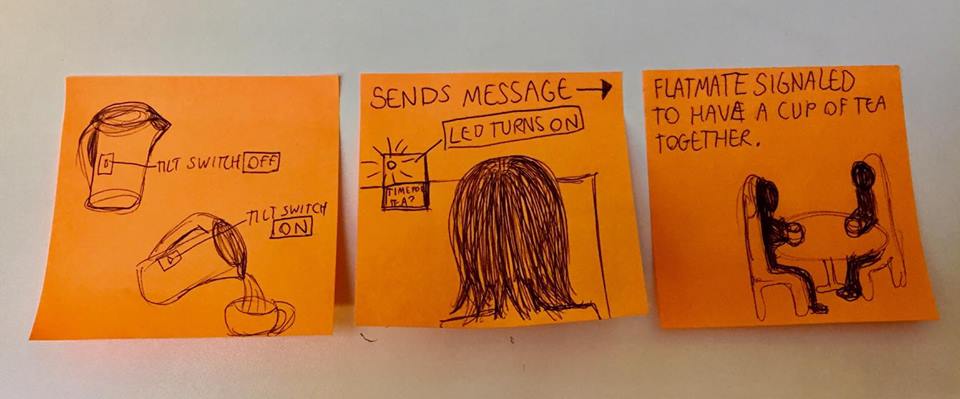 TILT SWITCH OFF
TILT SWITCH
ON
SENDS MESSAGE →
LED TURNS ON
TIME FOR
TEA?
FLATMATE SIGNALED
TO HAVE A CUP OF TEA
TOGETHER.